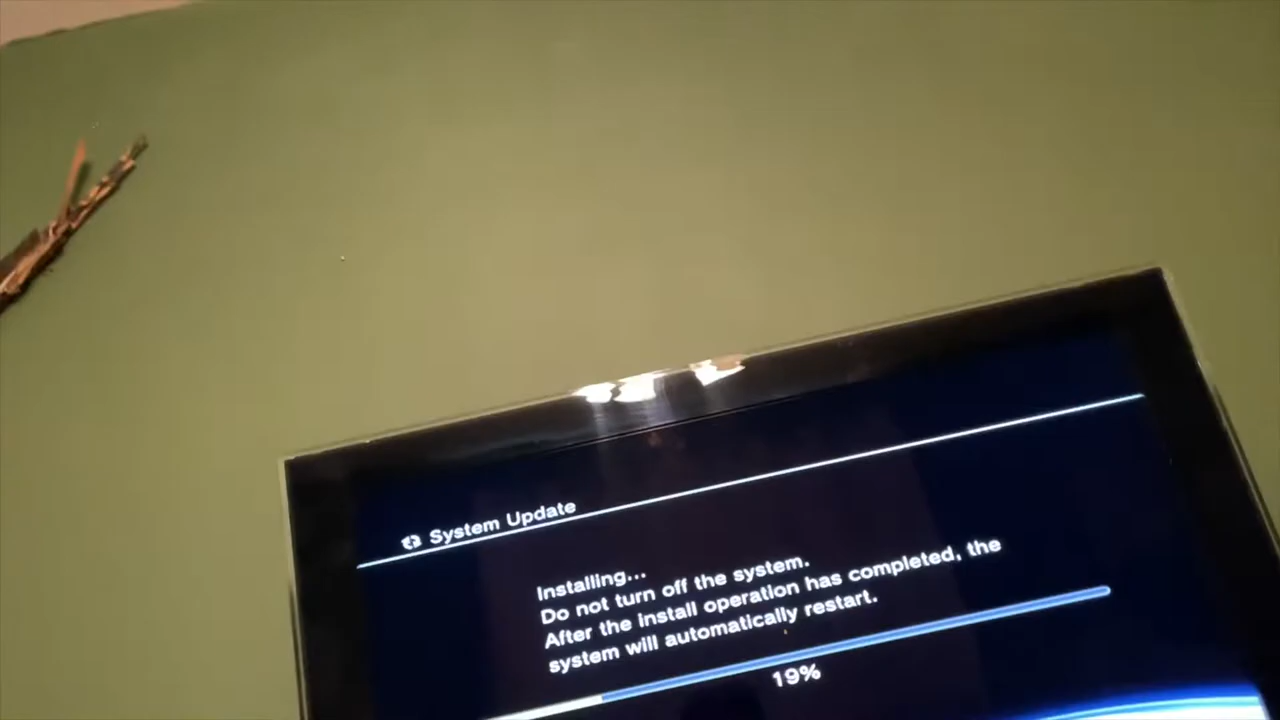 System Update
Installing...
Do not turn off the system.
After the install operation has completed, the
system will automatically restart.
19%